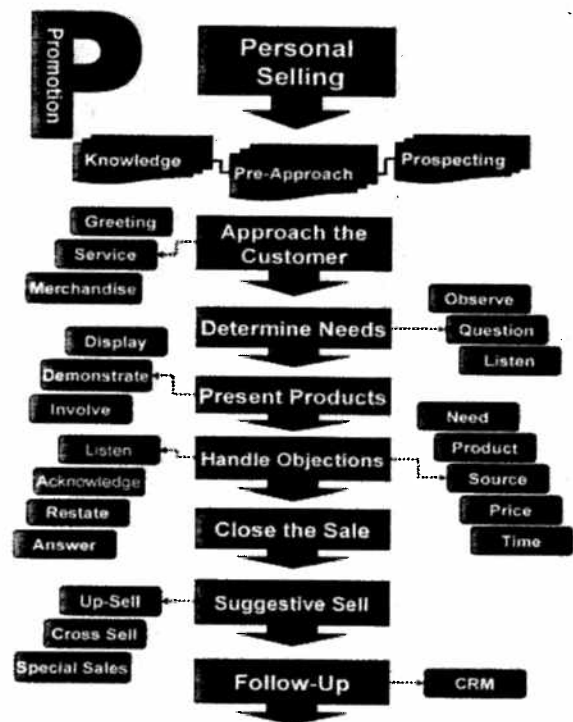 P
Promotion
Personal
Selling
Knowledge
Pre-Approach
Prospecting
Approach the
Customer
Greeting
Service
Merchandise
Determine Needs
Observe
Question
Listen
Display
Demonstrate
Involve
Present Products
Handle Objections
Listen
Acknowledge
Restate
Answer
Need
Product
Source
Price
Time
Close the Sale
Suggestive Sell
Up-Sell
Cross Sell
Special Sales
Follow-Up
CRM